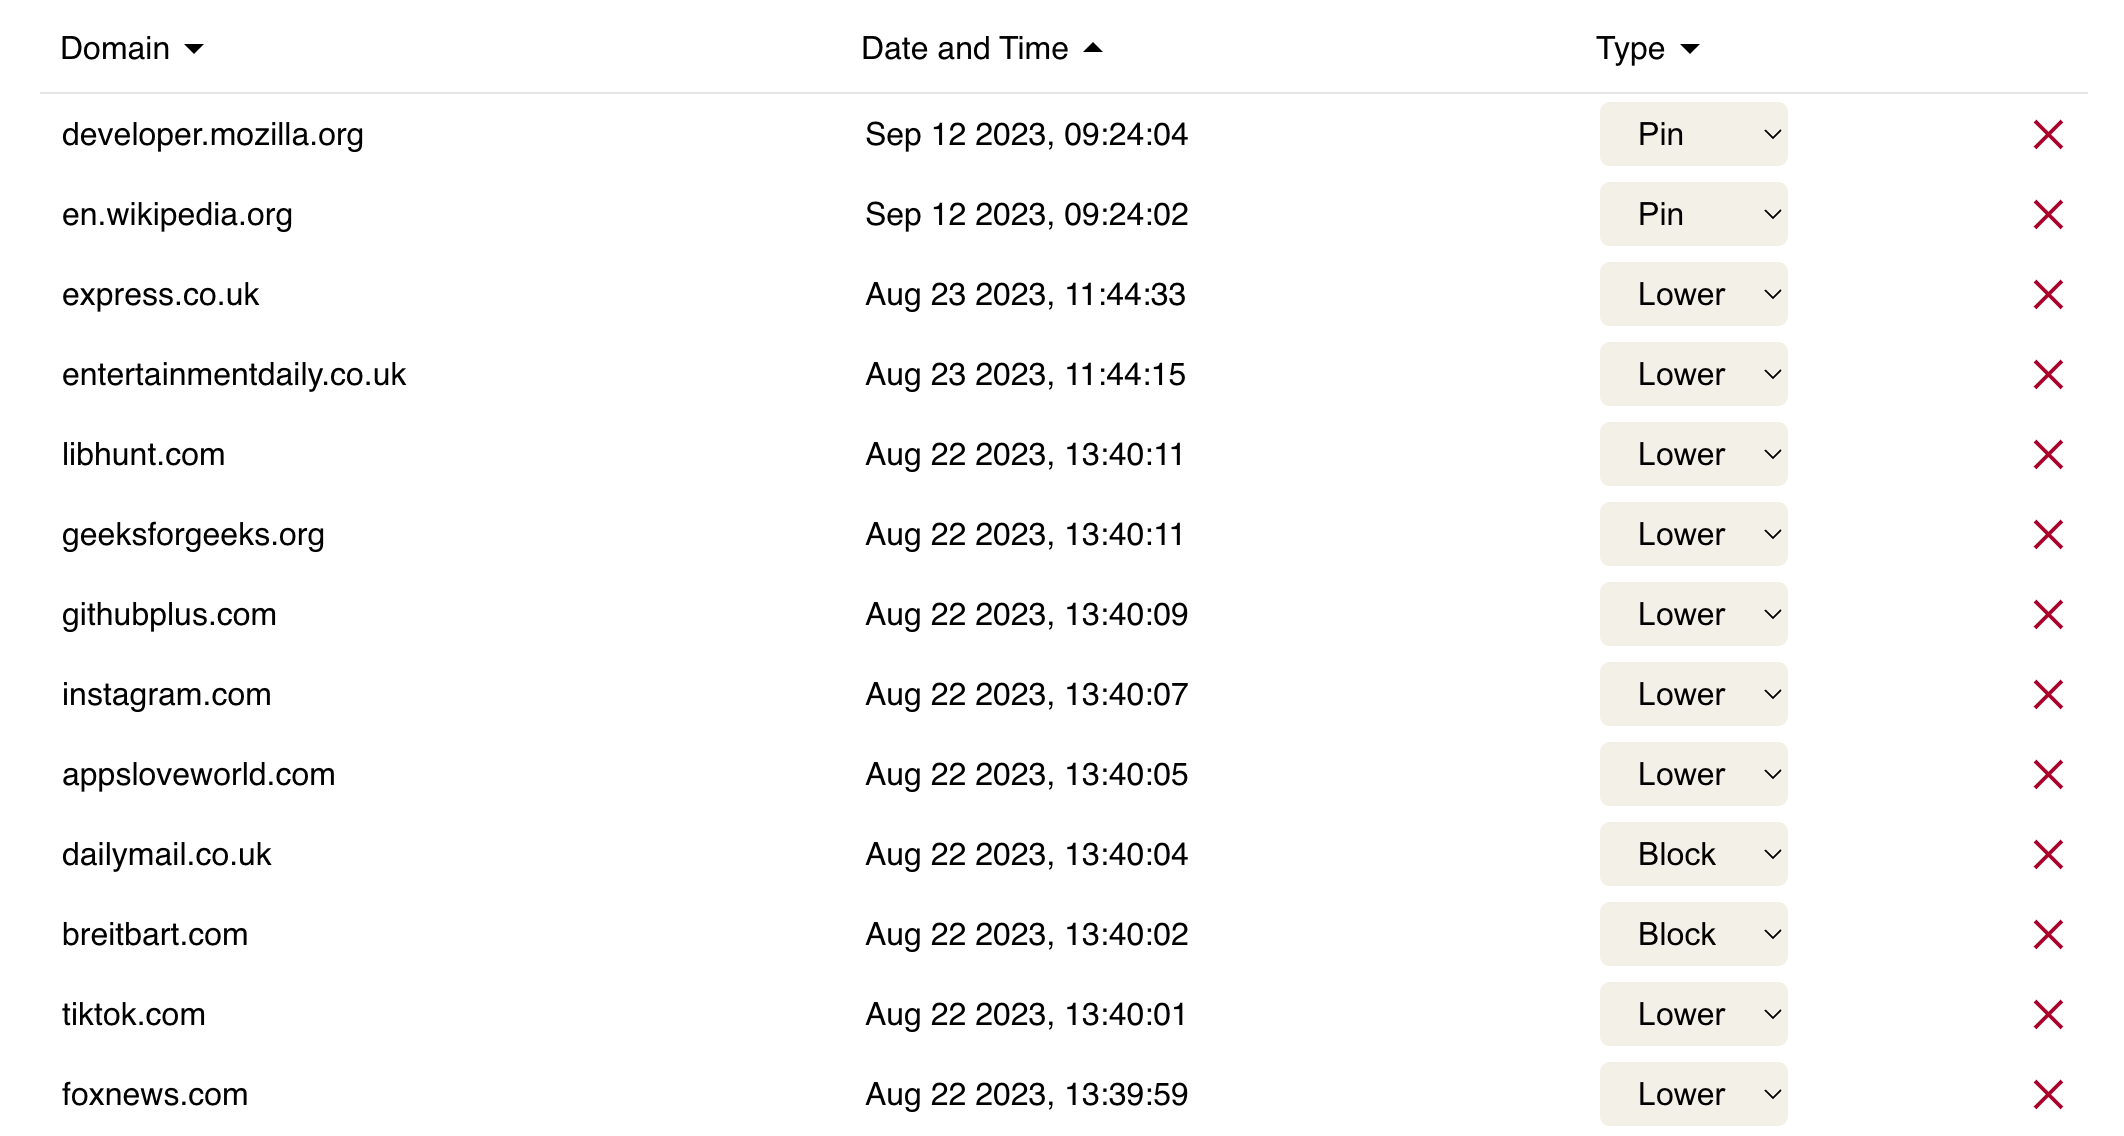 Domain Date and Time Type
developer.mozilla.org Sep 12 2023, 09:24:04 Pin
en.wikipedia.org Sep 12 2023, 09:24:02 Pin
express.co.uk Aug 23 2023, 11:44:33 Lower
entertainmentdaily.co.uk Aug 23 2023, 11:44:15 Lower
libhunt.com Aug 22 2023, 13:40:11 Lower
geeksforgeeks.org Aug 22 2023, 13:40:11 Lower
githubplus.com Aug 22 2023, 13:40:09 Lower
instagram.com Aug 22 2023, 13:40:07 Lower
appsloveworld.com Aug 22 2023, 13:40:05 Lower
dailymail.co.uk Aug 22 2023, 13:40:04 Block
breitbart.com Aug 22 2023, 13:40:02 Block
tiktok.com Aug 22 2023, 13:40:01 Lower
foxnews.com Aug 22 2023, 13:39:59 Lower